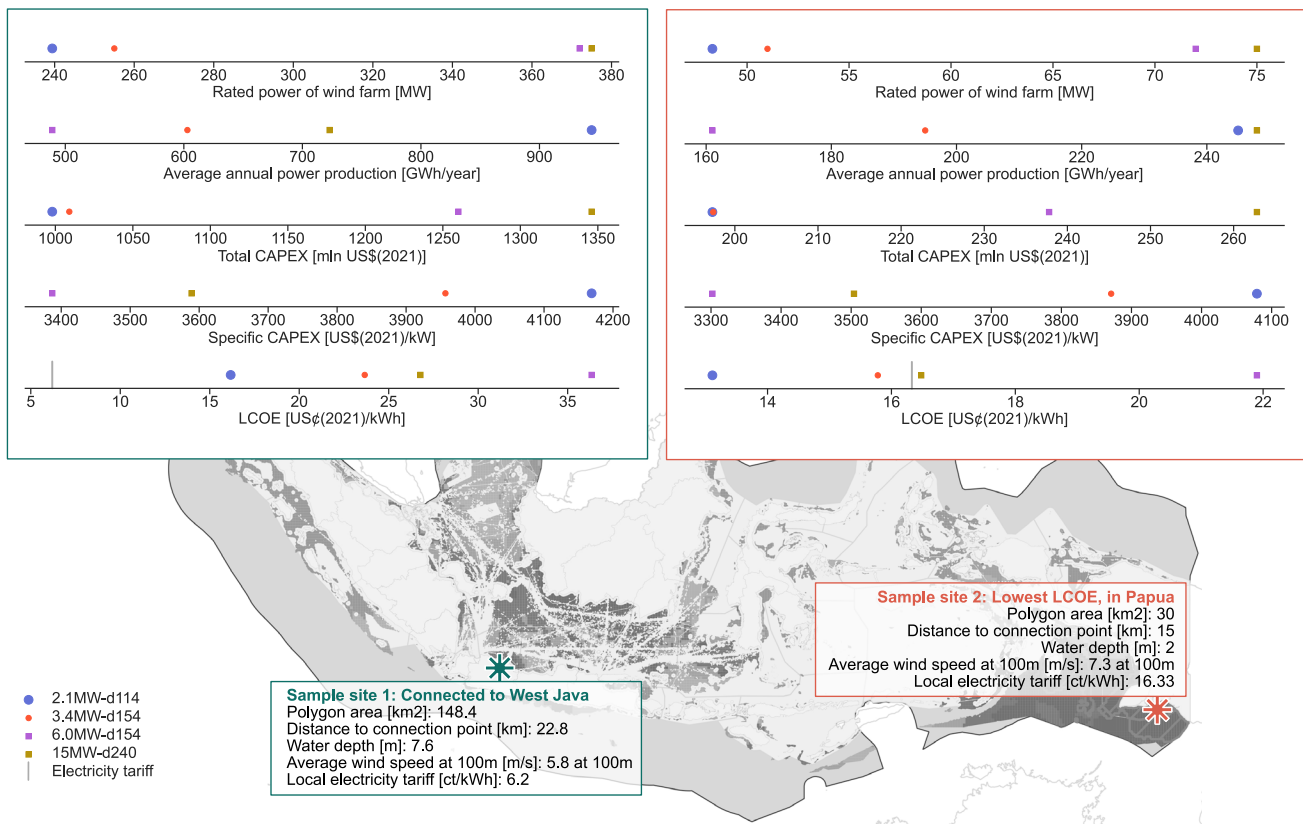 240 260 280 300 320 340 360 380
Rated power of wind farm [MW]
500 600 700 800 900
Average annual power production [GWh/year]
1000 1050 1100 1150 1200 1250 1300 1350
Total CAPEX [mln US$(2021)]
3400 3500 3600 3700 3800 3900 4000 4100 4200
Specific CAPEX [US$(2021)/kW]
5 10 15 20 25 30 35
LCOE [US¢(2021)/kWh]
50 55 60 65 70 75
Rated power of wind farm [MW]
160 180 200 220 240
Average annual power production [GWh/year]
200 210 220 230 240 250 260
Total CAPEX [mln US$(2021)]
3300 3400 3500 3600 3700 3800 3900 4000 4100
Specific CAPEX [US$(2021)/kW]
14 16 18 20 22
LCOE [US¢(2021)/kWh]
Sample site 2: Lowest LCOE, in Papua
Polygon area [km2]: 30
Distance to connection point [km]: 15
Water depth [m]: 2
Average wind speed at 100m [m/s]: 7.3 at 100m
Local electricity tariff [ct/kWh]: 16.33
Sample site 1: Connected to West Java
Polygon area [km2]: 148.4
Distance to connection point [km]: 22.8
Water depth [m]: 7.6
Average wind speed at 100m [m/s]: 5.8 at 100m
Local electricity tariff [ct/kWh]: 6.2
2.1MW-d114
3.4MW-d154
6.0MW-d154
15MW-d240
Electricity tariff